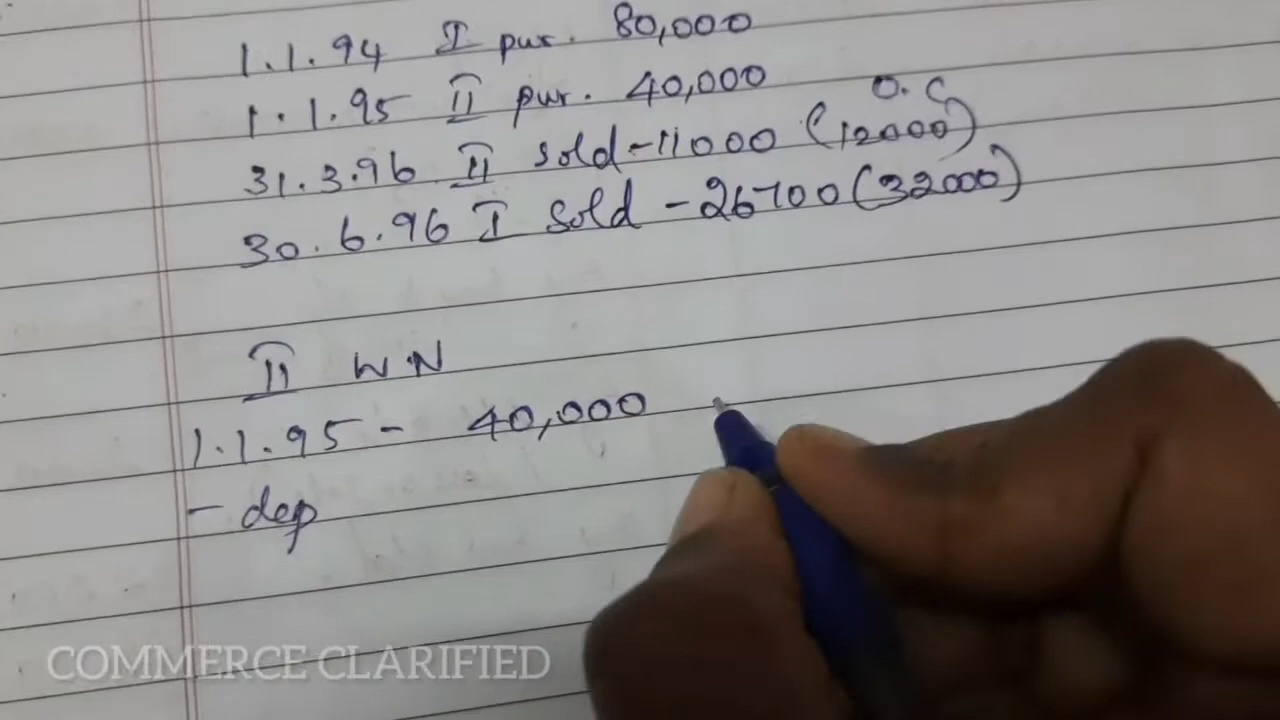 1.1.94 I pur. 80,000
1.1.95 II pur. 40,000
O.C
31.3.96 II sold - 11000 (12000)
30.6.96 I sold - 26700 (32000)
II WN
1.1.95 - 40,000
- dep
COMMERCE CLARIFIED